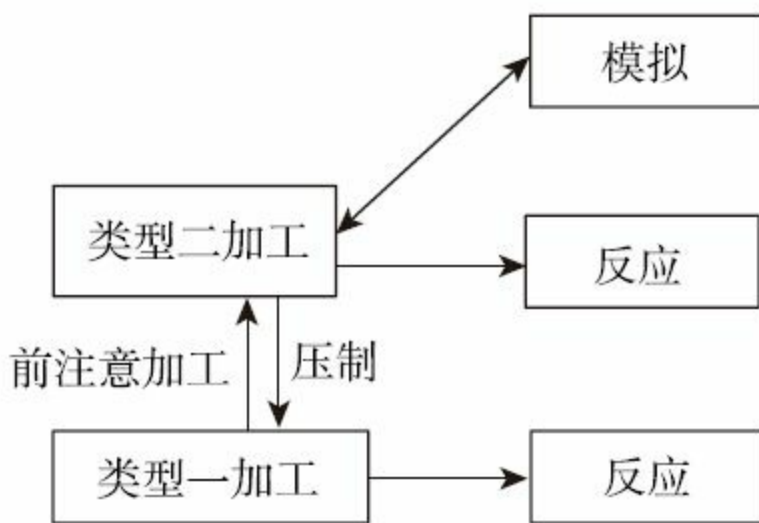 模拟
类型二加工
反应
前注意加工
压制
类型一加工
反应